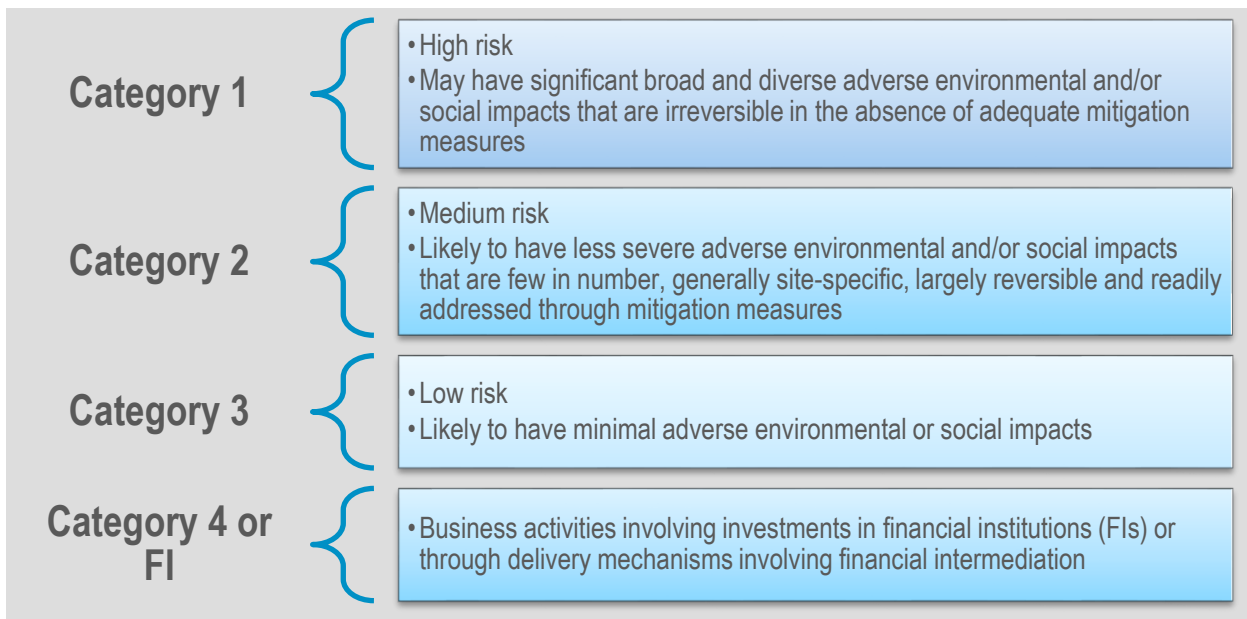 Category 1
• High risk
• May have significant broad and diverse adverse environmental and/or
social impacts that are irreversible in the absence of adequate mitigation
measures
Category 2
• Medium risk
• Likely to have less severe adverse environmental and/or social impacts
that are few in number, generally site-specific, largely reversible and readily
addressed through mitigation measures
Category 3
• Low risk
• Likely to have minimal adverse environmental or social impacts
Category 4 or
FI
• Business activities involving investments in financial institutions (FIs) or
through delivery mechanisms involving financial intermediation